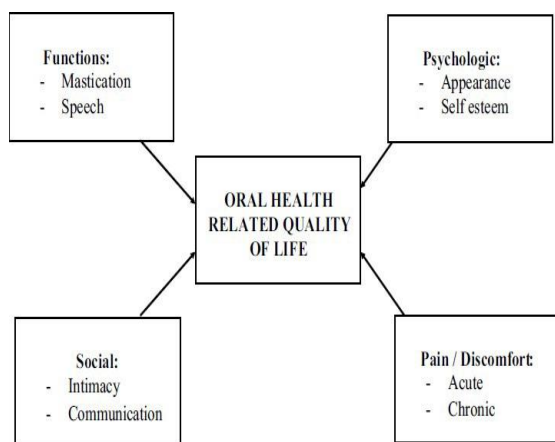 Functions:
- Mastication
- Speech
Psychologic:
- Appearance
- Self esteem
ORAL HEALTH
RELATED QUALITY
OF LIFE
Social:
- Intimacy
- Communication
Pain / Discomfort:
- Acute
- Chronic